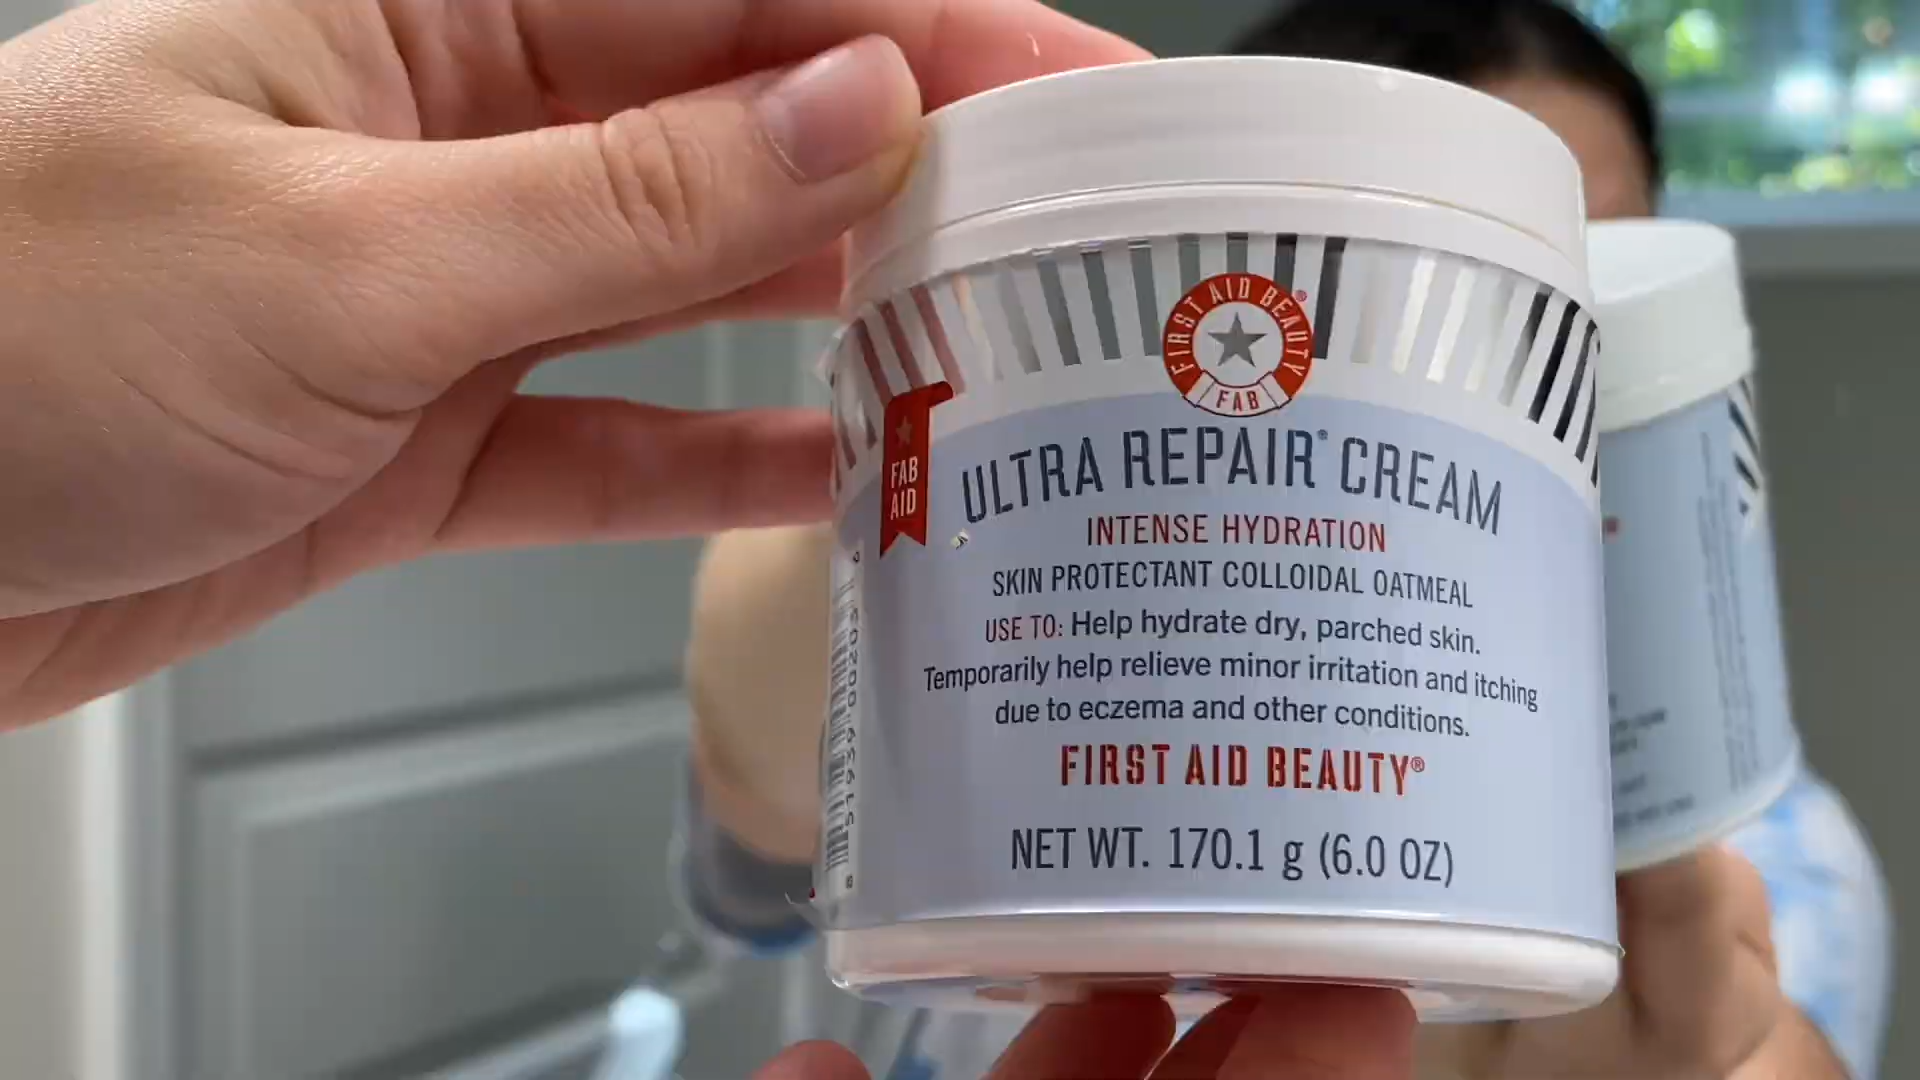 FIRST AID BEAUTY®
FAB
FAB
AID
ULTRA REPAIR® CREAM
INTENSE HYDRATION
SKIN PROTECTANT COLLOIDAL OATMEAL
USE TO: Help hydrate dry, parched skin.
Temporarily help relieve minor irritation and itching
due to eczema and other conditions.
FIRST AID BEAUTY®
NET WT. 170.1 g (6.0 OZ)